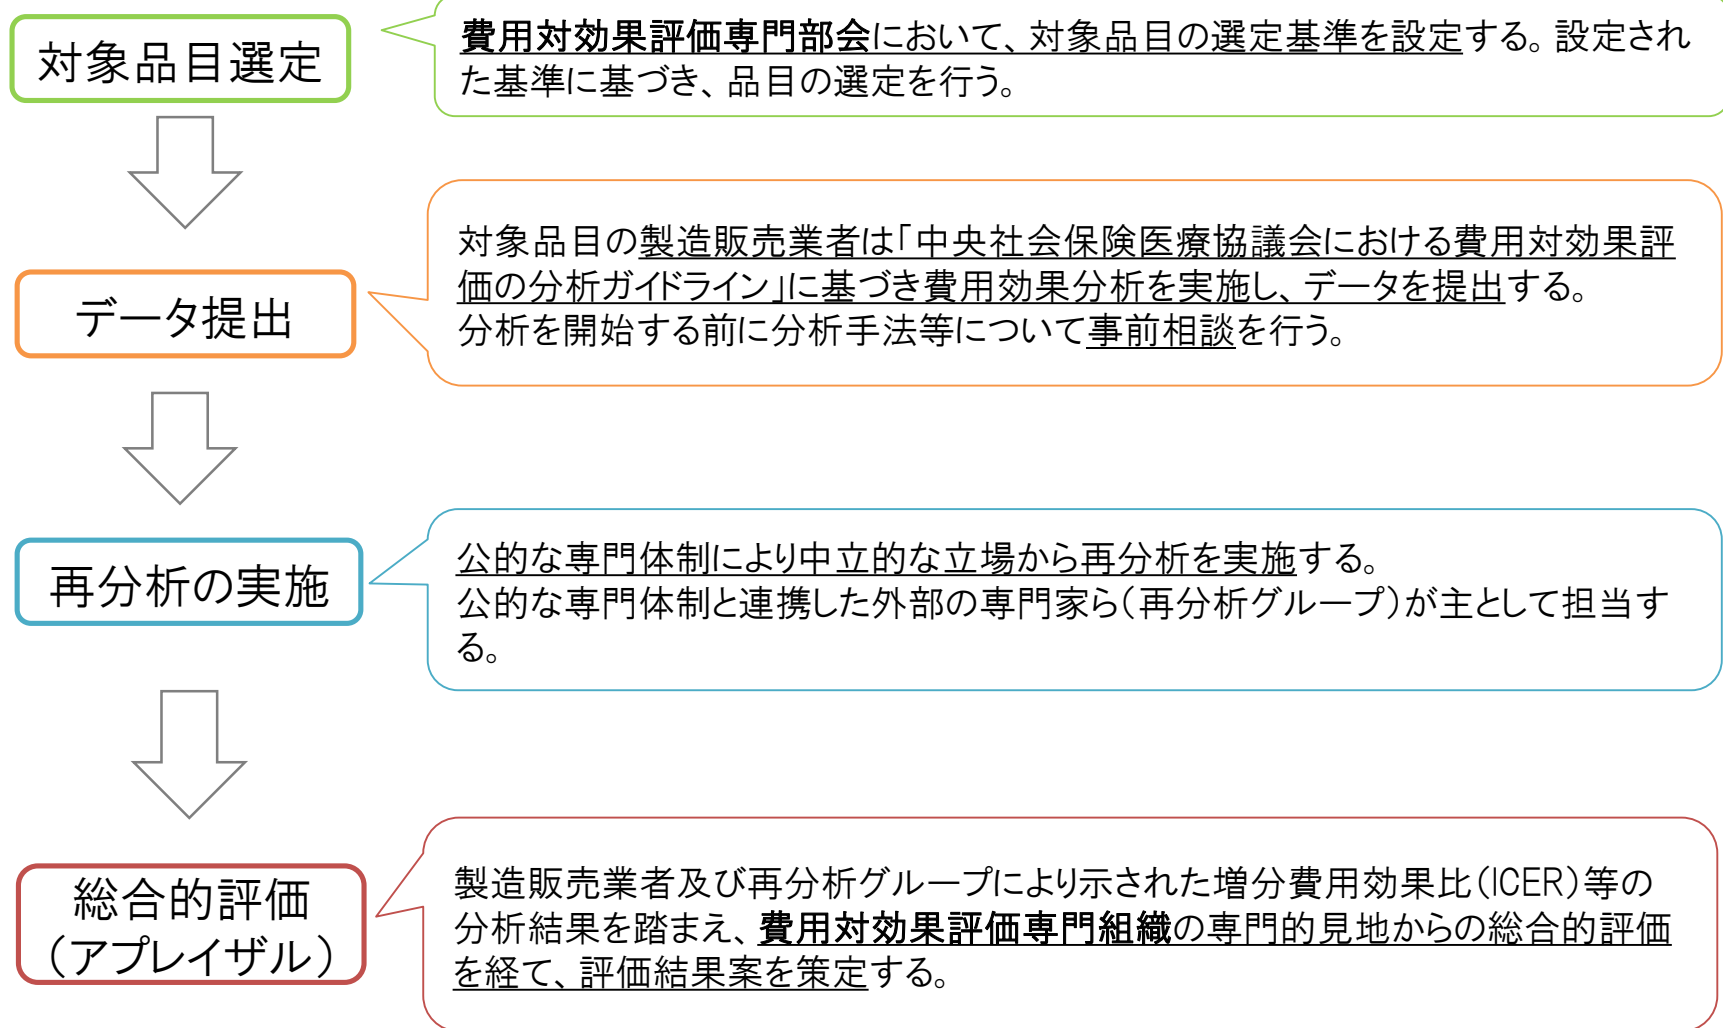 対象品目選定
費用対効果評価専門部会において、対象品目の選定基準を設定する。設定され
た基準に基づき、品目の選定を行う。
データ提出
対象品目の製造販売業者は「中央社会保険医療協議会における費用対効果評
価の分析ガイドライン」に基づき費用効果分析を実施し、データを提出する。
分析を開始する前に分析手法等について事前相談を行う。
再分析の実施
公的な専門体制により中立的な立場から再分析を実施する。
公的な専門体制と連携した外部の専門家ら（再分析グループ）が主として担当す
る。
総合的評価
（アプレイザル）
製造販売業者及び再分析グループにより示された増分費用効果比（ICER）等の
分析結果を踏まえ、費用対効果評価専門組織の専門的見地からの総合的評価
を経て、評価結果案を策定する。